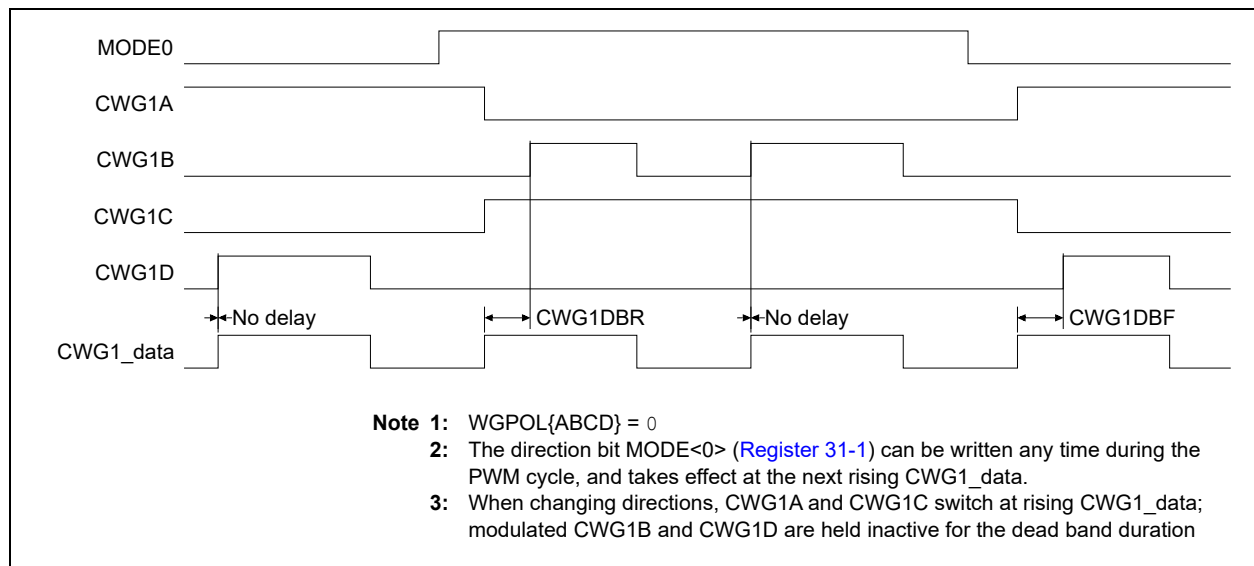 MODE0
CWG1A
CWG1B
CWG1C
CWG1D
No delay CWG1DBR No delay CWG1DBF
CWG1_data
Note 1: WGPOL{ABCD} = 0
2: The direction bit MODE<0> (Register 31-1) can be written any time during the
PWM cycle, and takes effect at the next rising CWG1_data.
3: When changing directions, CWG1A and CWG1C switch at rising CWG1_data;
modulated CWG1B and CWG1D are held inactive for the dead band duration